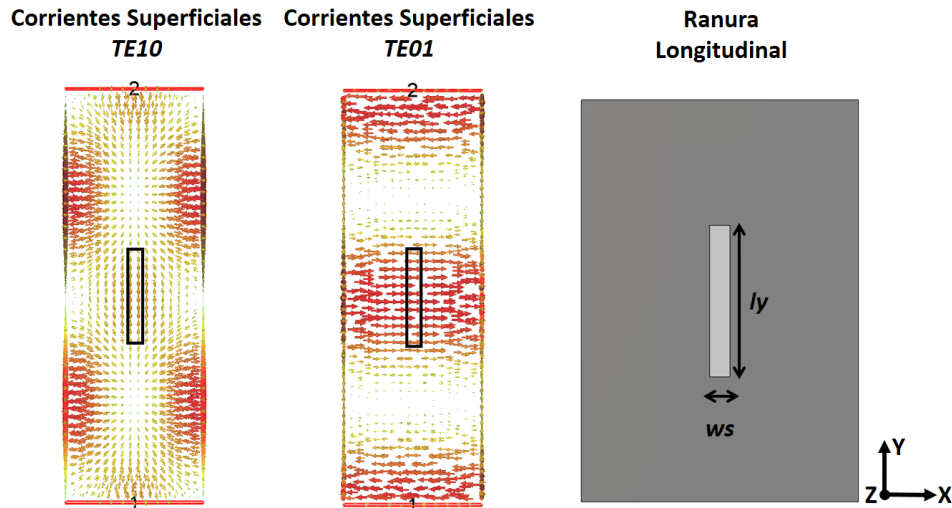 Corrientes Superficiales
TE10
Corrientes Superficiales
TE01
Ranura
Longitudinal
2
2
ly
ws
Y
Z
X
1
1